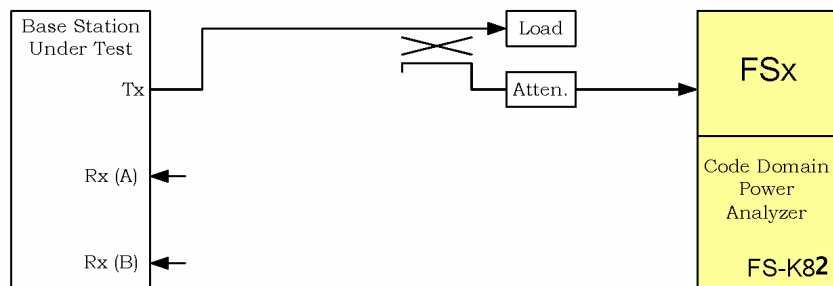 Base Station
Under Test
Tx
Rx (A)
Rx (B)
Load
Atten.
FSx
Code Domain
Power
Analyzer
FS-K82